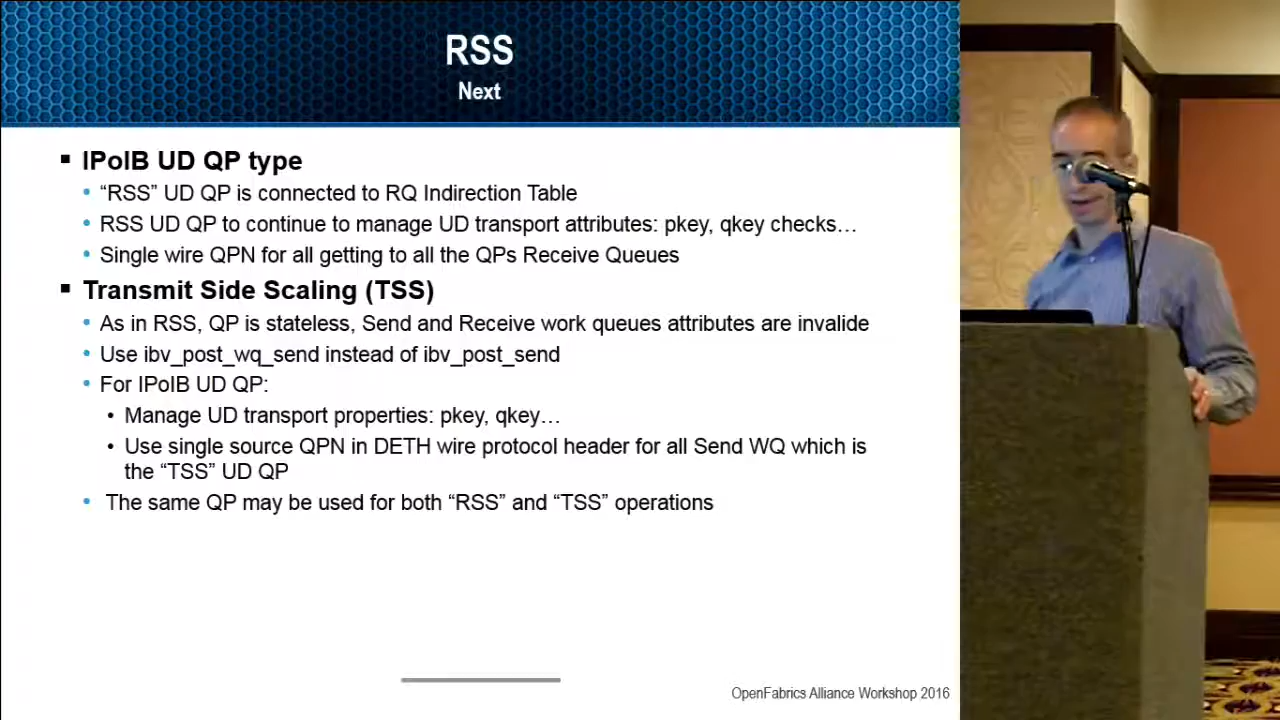 RSS
Next
▪ IPoIB UD QP type
• “RSS” UD QP is connected to RQ Indirection Table
• RSS UD QP to continue to manage UD transport attributes: pkey, qkey checks…
• Single wire QPN for all getting to all the QPs Receive Queues
▪ Transmit Side Scaling (TSS)
• As in RSS, QP is stateless, Send and Receive work queues attributes are invalide
• Use ibv_post_wq_send instead of ibv_post_send
• For IPoIB UD QP:
• Manage UD transport properties: pkey, qkey…
• Use single source QPN in DETH wire protocol header for all Send WQ which is
the “TSS” UD QP
• The same QP may be used for both “RSS” and “TSS” operations
OpenFabrics Alliance Workshop 2016